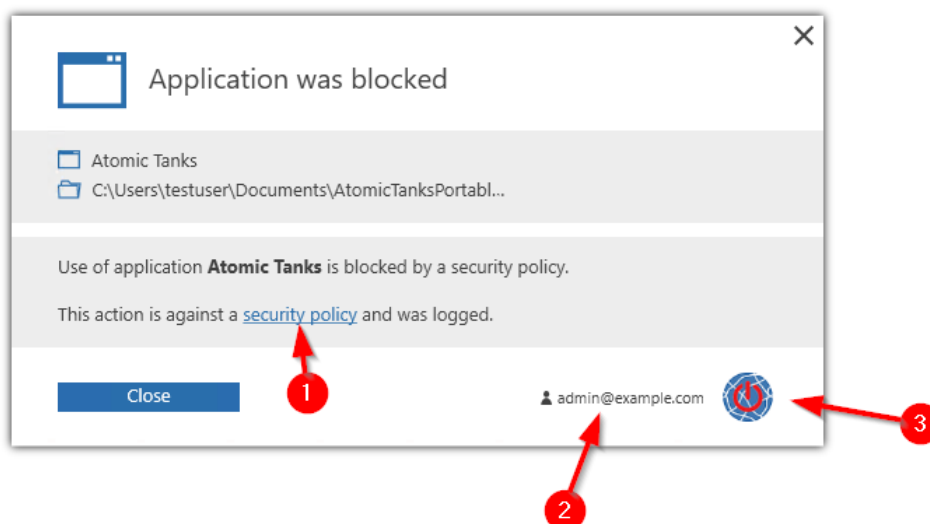 Application was blocked
Atomic Tanks
C:\Users\testuser\Documents\AtomicTanksPortabl...
Use of application Atomic Tanks is blocked by a security policy.
This action is against a security policy and was logged.
1
Close
admin@example.com
3
2